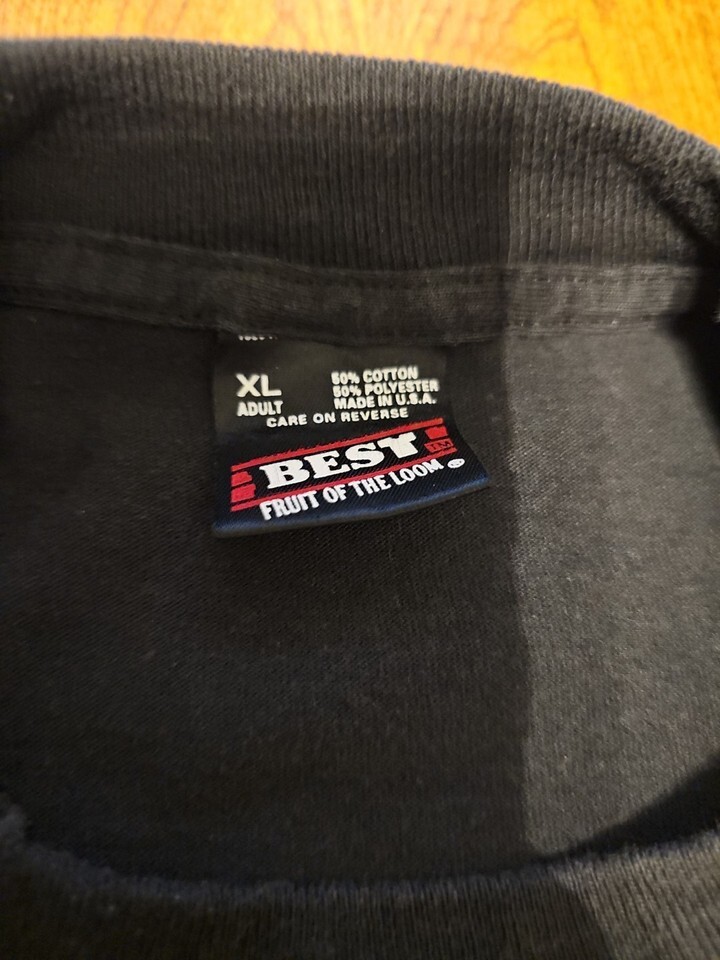 XL
ADULT
50% COTTON
50% POLYESTER
MADE IN U.S.A.
CARE ON REVERSE
BEST
FRUIT OF THE LOOM